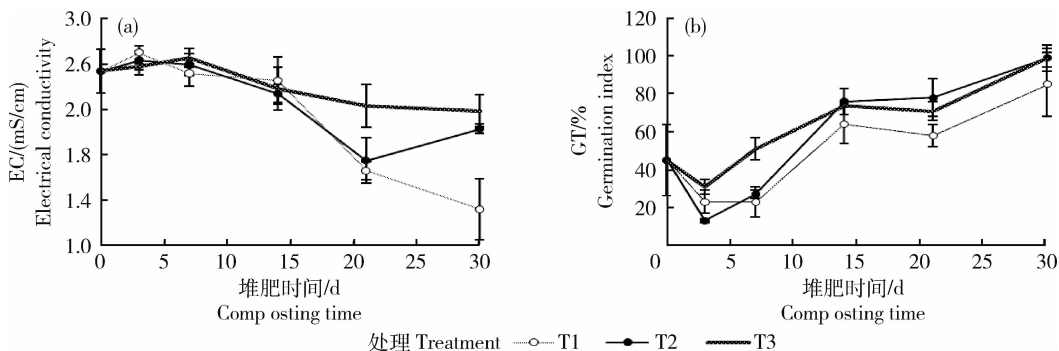 (a)
3.0
2.6
2.0
1.8
1.4
1.0
EC/(mS/cm)
Electrical conductivity
0
5
10
15
20
25
30
堆肥时间/d
Comp osting time
(b)
120
100
80
60
40
20
GT/%
Germination index
0
5
10
15
20
25
30
堆肥时间/d
Comp osting time
处理 Treatment T1 T2 T3